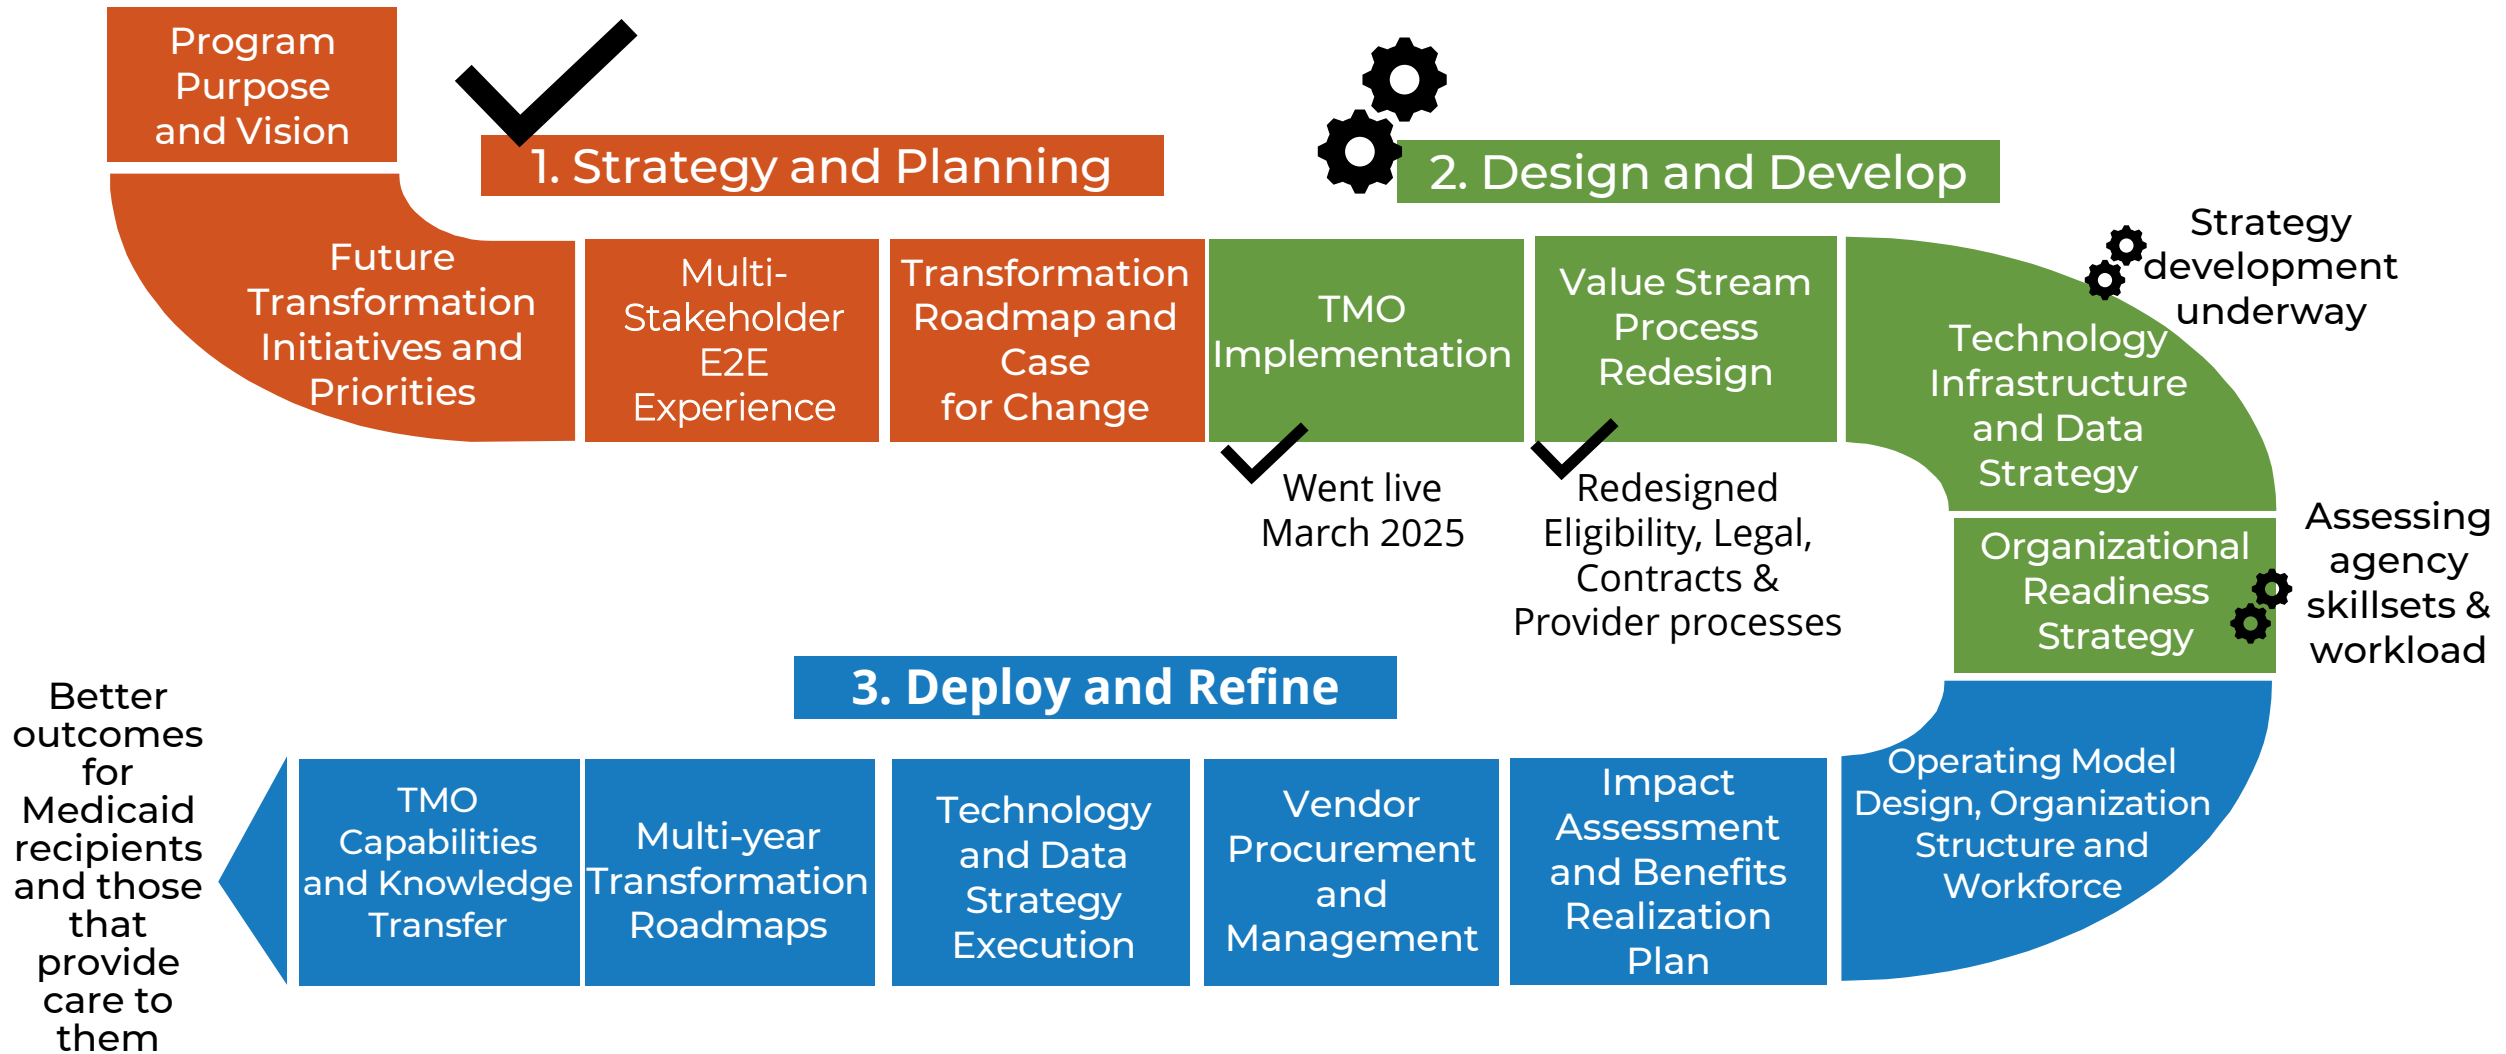 Program
Purpose
and Vision
1. Strategy and Planning
2. Design and Develop
Future
Transformation
Initiatives and
Priorities
Multi-
Stakeholder
E2E
Experience
Transformation
Roadmap and
Case
for Change
TMO
Implementation
Went live
March 2025
Value Stream
Process
Redesign
Redesigned
Eligibility, Legal,
Contracts &
Provider processes
Technology
Infrastructure
and Data
Strategy
Strategy
development
underway
Organizational
Readiness
Strategy
Assessing
agency
skillsets &
workload
3. Deploy and Refine
Operating Model
Design, Organization
Structure and
Workforce
Impact
Assessment
and Benefits
Realization
Plan
Vendor
Procurement
and
Management
Technology
and Data
Strategy
Execution
Multi-year
Transformation
Roadmaps
TMO
Capabilities
and Knowledge
Transfer
Better
outcomes
for
Medicaid
recipients
and those
that
provide
care to
them